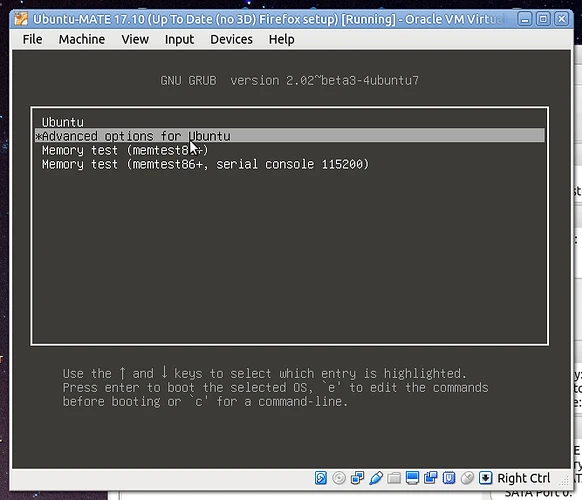 Ubuntu-MATE 17.10 (Up To Date (no 3D) Firefox setup) [Running] - Oracle VM
File Machine View Input Devices Help
GNU GRUB version 2.02~beta3-4ubuntu7
Ubuntu
*Advanced options for Ubuntu
Memory test (memtest86+)
Memory test (memtest86+, serial console 115200)
Use the ↑ and ↓ keys to select which entry is highlighted.
Press enter to boot the selected OS, `e' to edit the commands
before booting or `c' for a command-line.
Right Ctrl
SATA Port 0: